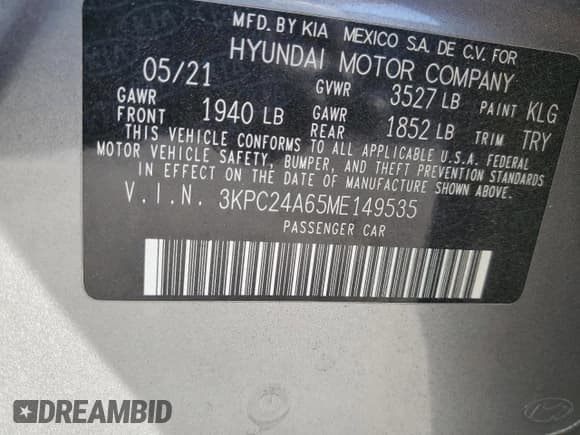 MFD. BY KIA MEXICO S.A. DE C.V. FOR
HYUNDAI MOTOR COMPANY
05/21 GVWR 3527 LB PAINT KLG
GAWR FRONT 1940 LB GAWR REAR 1852 LB TRIM TRY
THIS VEHICLE CONFORMS TO ALL APPLICABLE U.S.A. FEDERAL
MOTOR VEHICLE SAFETY, BUMPER, AND THEFT PREVENTION STANDARDS
IN EFFECT ON THE DATE OF MANUFACTURE SHOWN ABOVE.
V.I.N. 3KPC24A65ME149535
PASSENGER CAR
DREAMBID